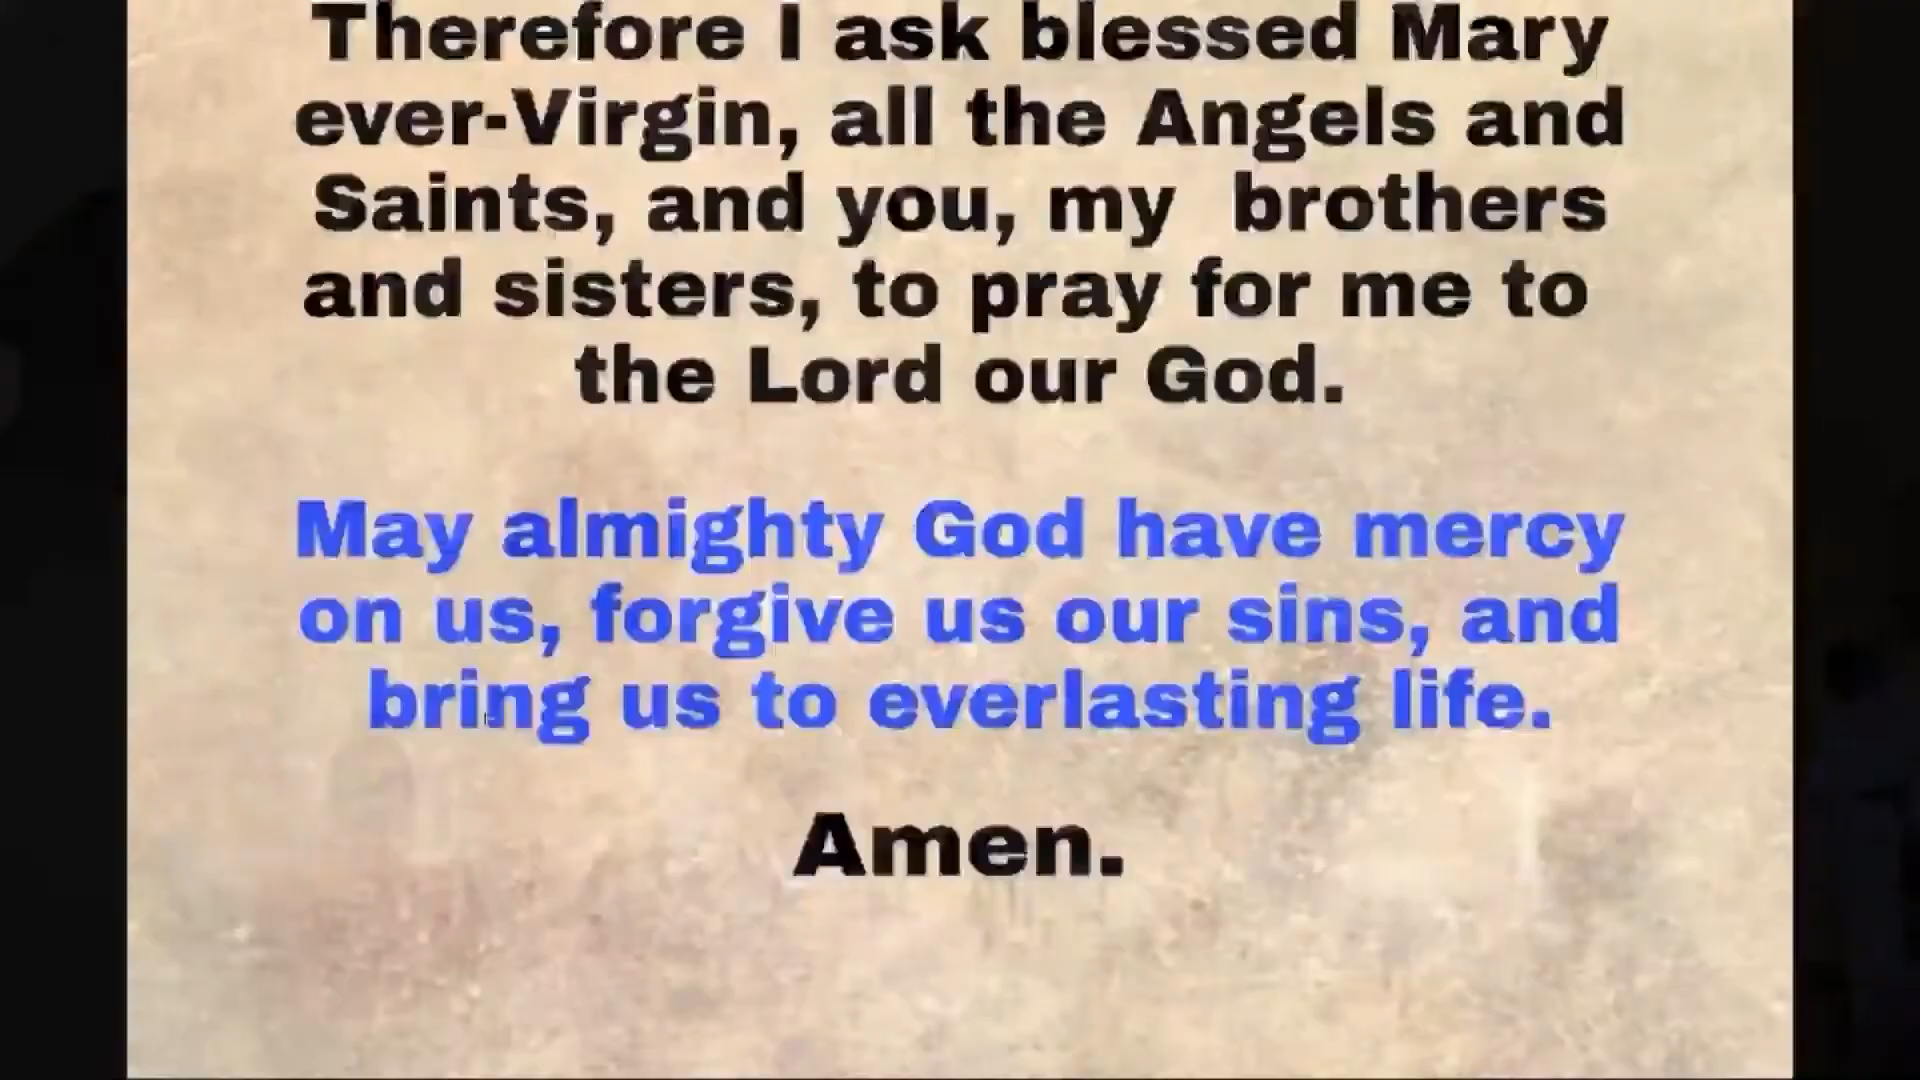 Therefore I ask blessed Mary
ever-Virgin, all the Angels and
Saints, and you, my brothers
and sisters, to pray for me to
the Lord our God.
May almighty God have mercy
on us, forgive us our sins, and
bring us to everlasting life.
Amen.